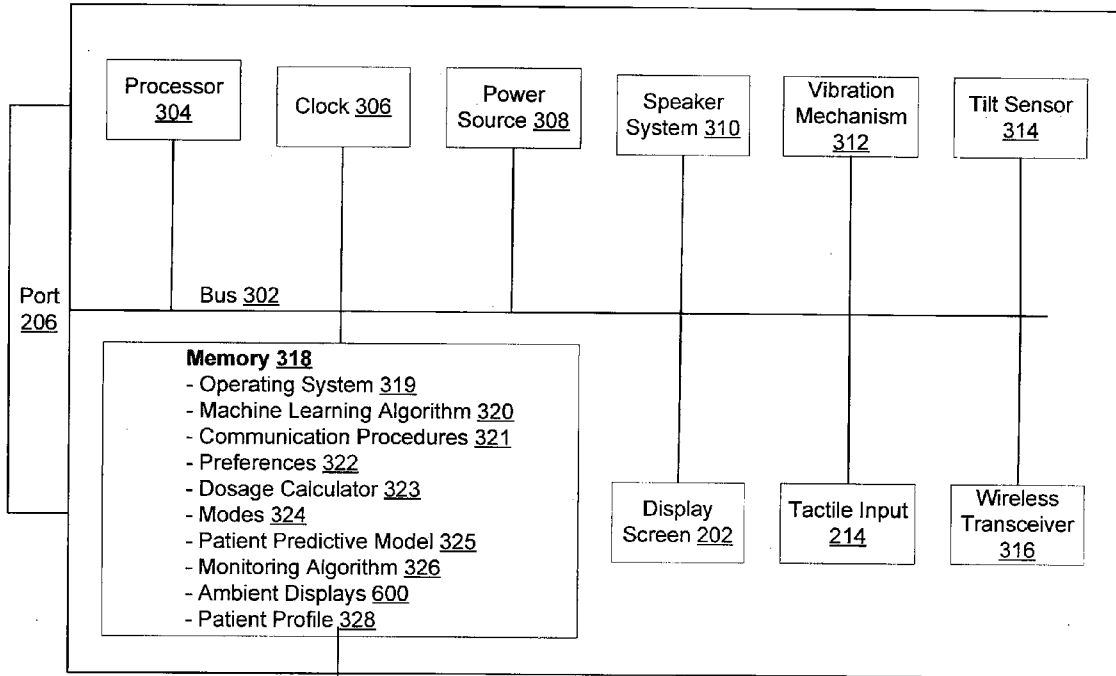 Processor
304
Clock 306
Power
Source 308
Speaker
System 310
Vibration
Mechanism
312
Tilt Sensor
314
Port
206
Bus 302
Memory 318
- Operating System 319
- Machine Learning Algorithm 320
- Communication Procedures 321
- Preferences 322
- Dosage Calculator 323
- Modes 324
- Patient Predictive Model 325
- Monitoring Algorithm 326
- Ambient Displays 600
- Patient Profile 328
Display
Screen 202
Tactile Input
214
Wireless
Transceiver
316